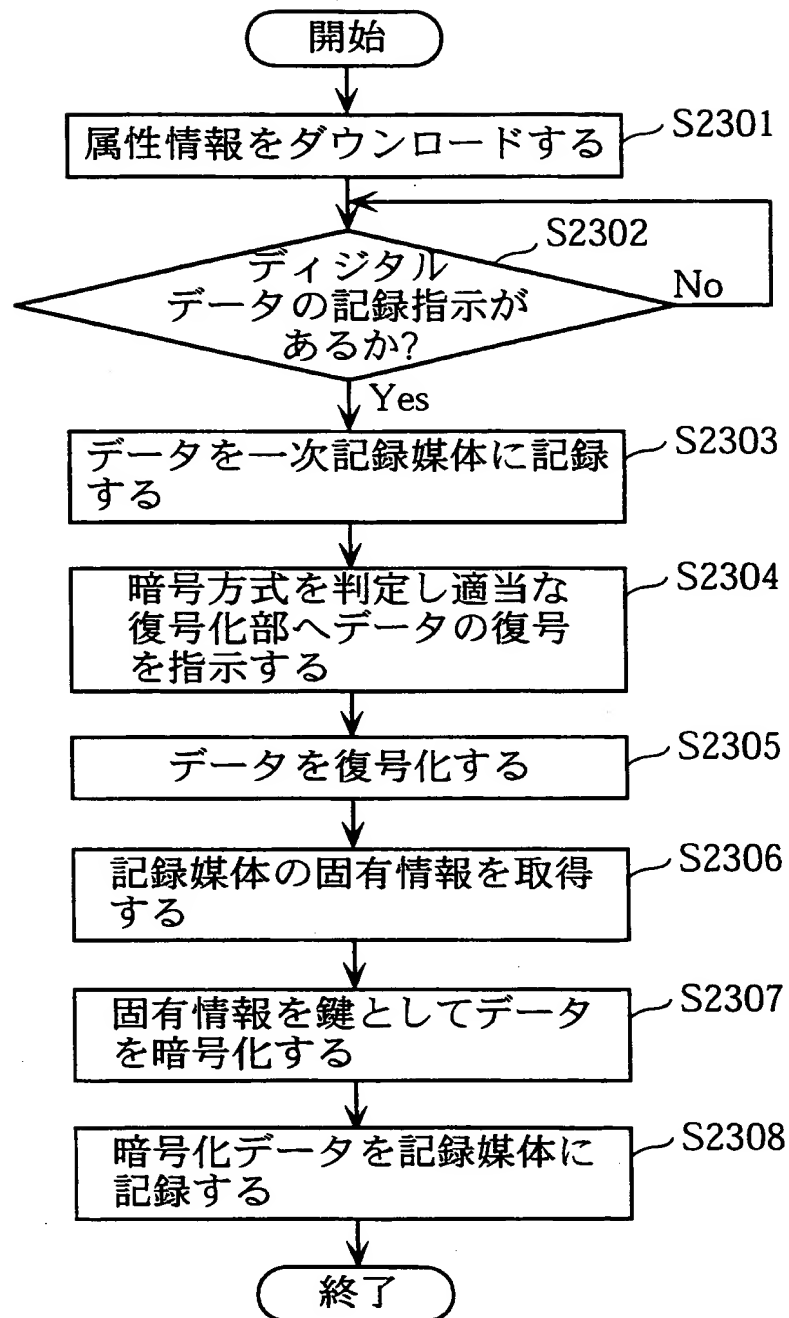 開始
属性情報をダウンロードする
S2301
S2302
ディジタル
データの記録指示が
あるか?
No
Yes
データを一次記録媒体に記録
する
S2303
暗号方式を判定し適当な
復号化部へデータの復号
を指示する
S2304
データを復号化する
S2305
記録媒体の固有情報を取得
する
S2306
固有情報を鍵としてデータ
を暗号化する
S2307
暗号化データを記録媒体に
記録する
S2308
終了